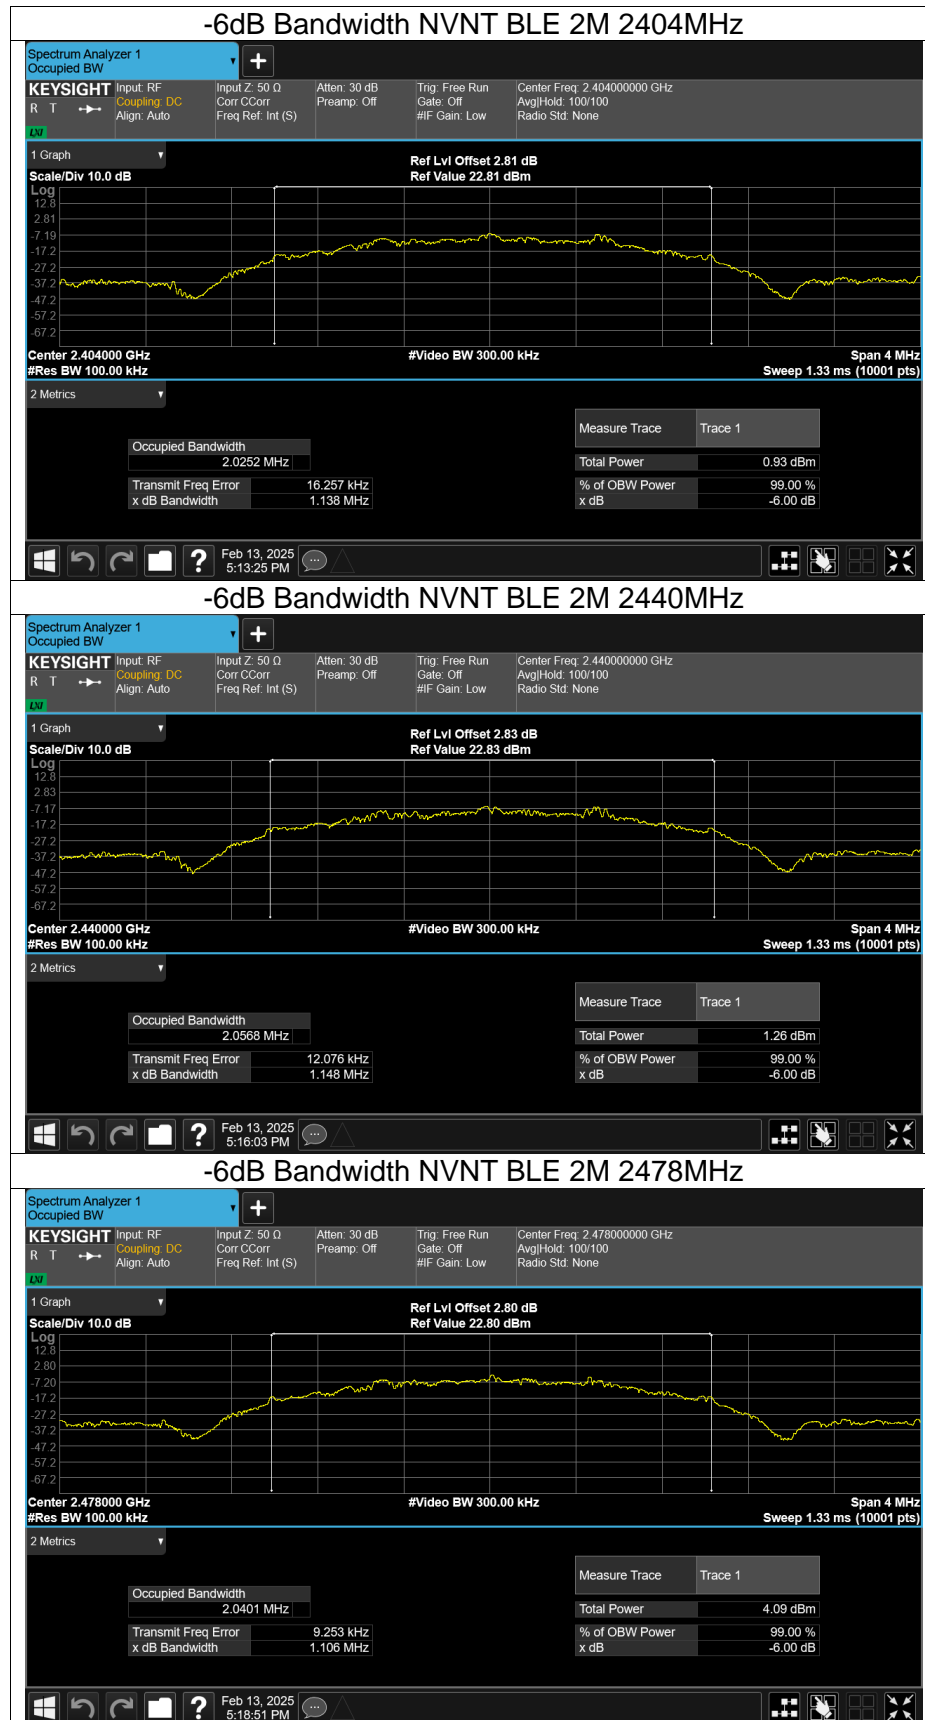 -6dB Bandwidth NVNT BLE 2M 2404MHz
Spectrum Analyzer 1
Occupied BW
+
KEYSIGHT
R T
LXI
Input: RF
Coupling: DC
Align: Auto
Input Z: 50 Ω
Corr CCorr
Freq Ref: Int (S)
Atten: 30 dB
Preamp: Off
Trig: Free Run
Gate: Off
#IF Gain: Low
Center Freq: 2.404000000 GHz
Avg|Hold: 100/100
Radio Std: None
1 Graph
Scale/Div 10.0 dB
Ref Lvl Offset 2.81 dB
Ref Value 22.81 dBm
Log
12.8
2.81
-7.19
-17.2
-27.2
-37.2
-47.2
-57.2
-67.2
Center 2.404000 GHz
#Res BW 100.00 kHz
#Video BW 300.00 kHz
Span 4 MHz
Sweep 1.33 ms (10001 pts)
2 Metrics
Measure Trace Trace 1
Occupied Bandwidth
2.0252 MHz
Total Power 0.93 dBm
Transmit Freq Error 16.257 kHz
x dB Bandwidth 1.138 MHz
% of OBW Power 99.00 %
x dB -6.00 dB
?
Feb 13, 2025
5:13:25 PM
-6dB Bandwidth NVNT BLE 2M 2440MHz
Spectrum Analyzer 1
Occupied BW
+
KEYSIGHT
R T
LXI
Input: RF
Coupling: DC
Align: Auto
Input Z: 50 Ω
Corr CCorr
Freq Ref: Int (S)
Atten: 30 dB
Preamp: Off
Trig: Free Run
Gate: Off
#IF Gain: Low
Center Freq: 2.440000000 GHz
Avg|Hold: 100/100
Radio Std: None
1 Graph
Scale/Div 10.0 dB
Ref Lvl Offset 2.83 dB
Ref Value 22.83 dBm
Log
12.8
2.83
-7.17
-17.2
-27.2
-37.2
-47.2
-57.2
-67.2
Center 2.440000 GHz
#Res BW 100.00 kHz
#Video BW 300.00 kHz
Span 4 MHz
Sweep 1.33 ms (10001 pts)
2 Metrics
Measure Trace Trace 1
Occupied Bandwidth
2.0568 MHz
Total Power 1.26 dBm
Transmit Freq Error 12.076 kHz
x dB Bandwidth 1.148 MHz
% of OBW Power 99.00 %
x dB -6.00 dB
?
Feb 13, 2025
5:16:03 PM
-6dB Bandwidth NVNT BLE 2M 2478MHz
Spectrum Analyzer 1
Occupied BW
+
KEYSIGHT
R T
LXI
Input: RF
Coupling: DC
Align: Auto
Input Z: 50 Ω
Corr CCorr
Freq Ref: Int (S)
Atten: 30 dB
Preamp: Off
Trig: Free Run
Gate: Off
#IF Gain: Low
Center Freq: 2.478000000 GHz
Avg|Hold: 100/100
Radio Std: None
1 Graph
Scale/Div 10.0 dB
Ref Lvl Offset 2.80 dB
Ref Value 22.80 dBm
Log
12.8
2.80
-7.20
-17.2
-27.2
-37.2
-47.2
-57.2
-67.2
Center 2.478000 GHz
#Res BW 100.00 kHz
#Video BW 300.00 kHz
Span 4 MHz
Sweep 1.33 ms (10001 pts)
2 Metrics
Measure Trace Trace 1
Occupied Bandwidth
2.0401 MHz
Total Power 4.09 dBm
Transmit Freq Error 9.253 kHz
x dB Bandwidth 1.106 MHz
% of OBW Power 99.00 %
x dB -6.00 dB
?
Feb 13, 2025
5:18:51 PM